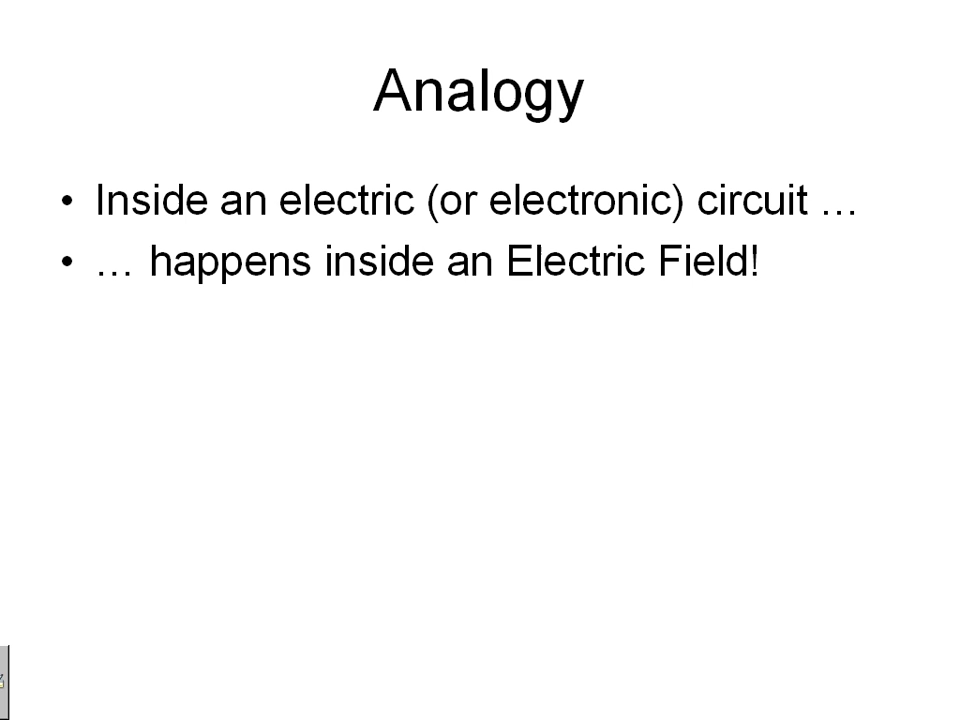 Analogy
• Inside an electric (or electronic) circuit …
• … happens inside an Electric Field!